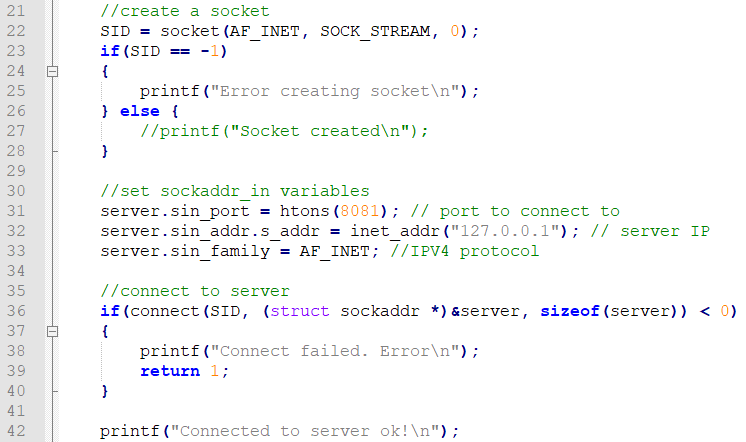 21 //create a socket
22 SID = socket(AF_INET, SOCK_STREAM, 0);
23 if(SID == -1)
24 {
25 printf("Error creating socket\n");
26 } else {
27 //printf("Socket created\n");
28 }
29
30 //set sockaddr_in variables
31 server.sin_port = htons(8081); // port to connect to
32 server.sin_addr.s_addr = inet_addr("127.0.0.1"); // server IP
33 server.sin_family = AF_INET; //IPV4 protocol
34
35 //connect to server
36 if(connect(SID, (struct sockaddr *)&server, sizeof(server)) < 0)
37 {
38 printf("Connect failed. Error\n");
39 return 1;
40 }
41
42 printf("Connected to server ok!\n");